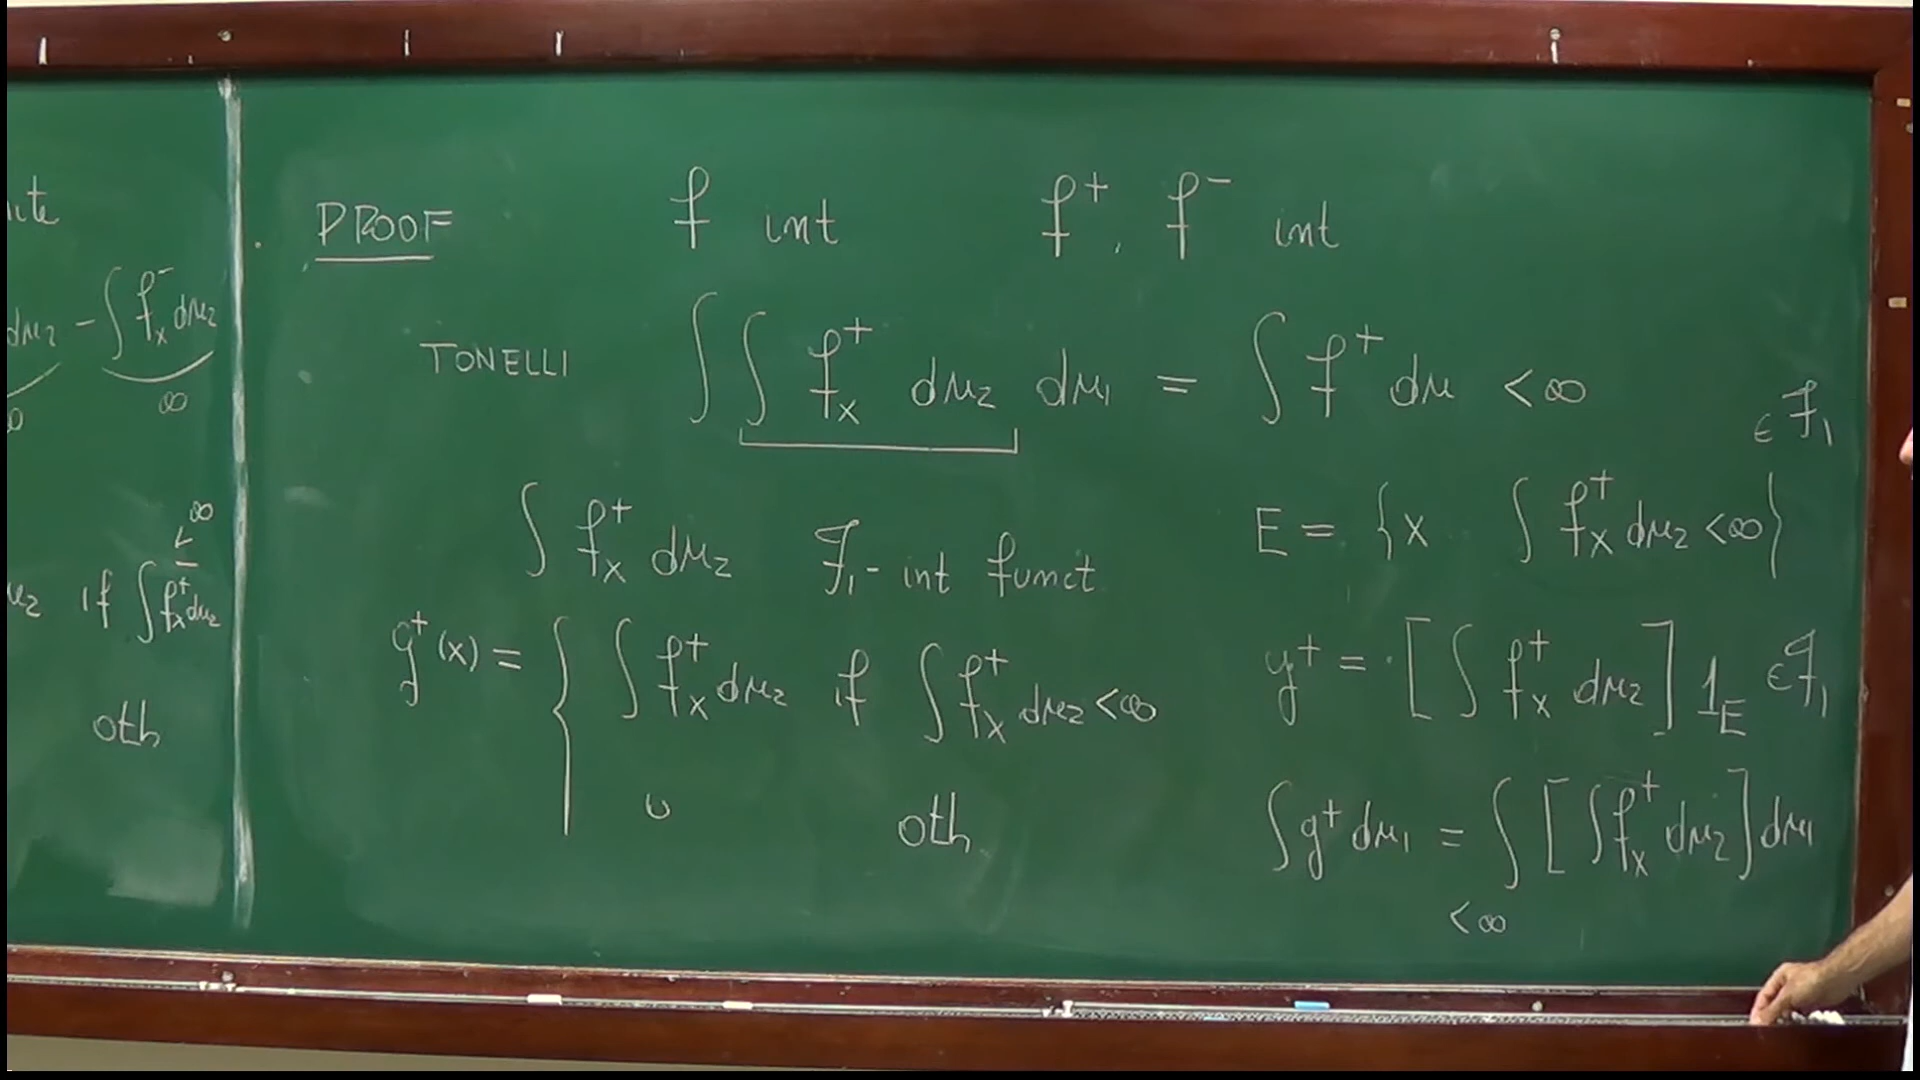 dμ₂ - ∫ f⁻ₓ dμ₂
∞
∞
μ₂ if ∫ f⁺ₓ dμ₂
oth
PROOF f int f⁺, f⁻ int
TONELLI ∫∫ f⁺ₓ dμ₂ dμ₁ = ∫ f⁺ dμ < ∞
∈ ℱ₁
∫ f⁺ₓ dμ₂ ℱ₁ - int funct.
E = {x ∫ f⁺ₓ dμ₂ < ∞}
g⁺(x) = { ∫ f⁺ₓ dμ₂ if ∫ f⁺ₓ dμ₂ < ∞
0 oth.
g⁺ = [∫ f⁺ₓ dμ₂] 1_E ∈ ℱ₁
∫ g⁺ dμ₁ = ∫ [∫ f⁺ₓ dμ₂] dμ₁
< ∞